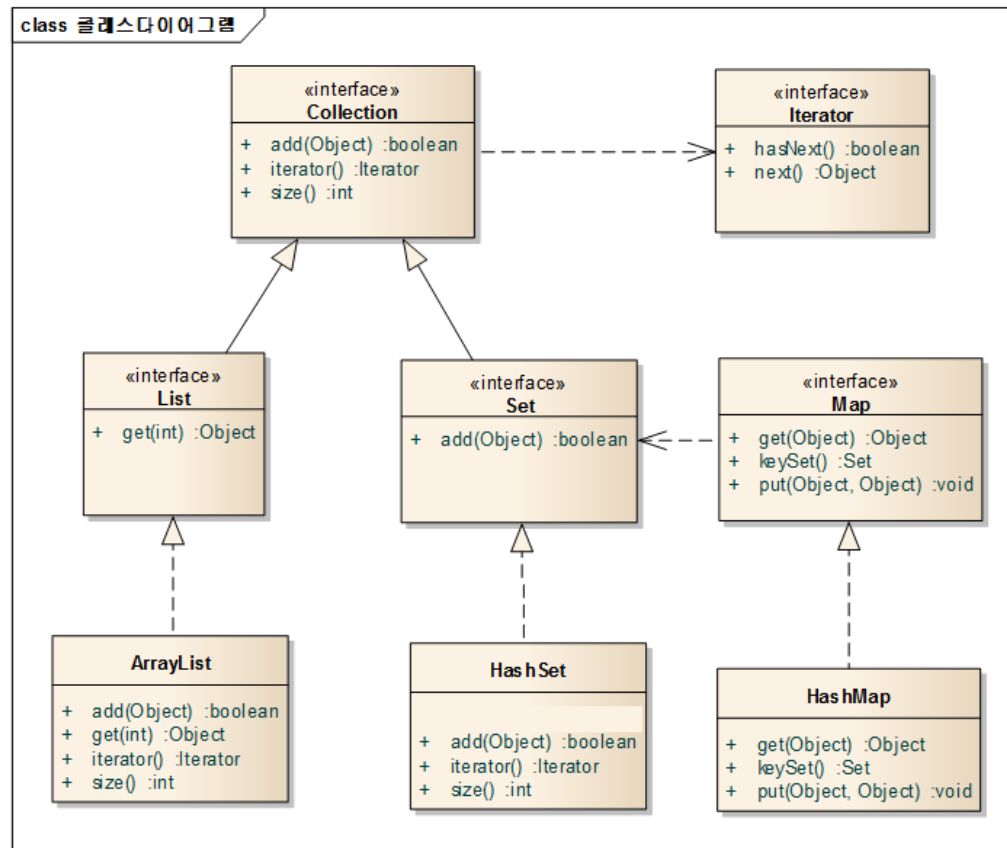 class 클래스다이어그램
«interface»
Collection
+ add(Object) :boolean
+ iterator() :Iterator
+ size() :int
«interface»
Iterator
+ hasNext() :boolean
+ next() :Object
«interface»
List
+ get(int) :Object
«interface»
Set
+ add(Object) :boolean
«interface»
Map
+ get(Object) :Object
+ keySet() :Set
+ put(Object, Object) :void
ArrayList
+ add(Object) :boolean
+ get(int) :Object
+ iterator() :Iterator
+ size() :int
HashSet
+ add(Object) :boolean
+ iterator() :Iterator
+ size() :int
HashMap
+ get(Object) :Object
+ keySet() :Set
+ put(Object, Object) :void